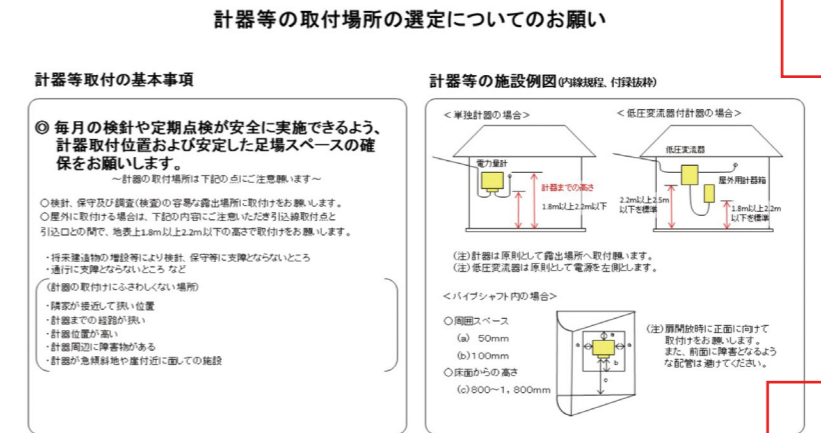 計器等の取付場所の選定についてのお願い
計器等取付の基本事項
◎ 毎月の検針や定期点検が安全に実施できるよう、
計器取付位置および安定した足場スペースの確
保をお願いします。
～計器の取付場所は下記の点にご注意願います～
○検針、保守及び調査(検査)の容易な露出場所に取付けをお願いします。
○屋外に取付ける場合は、下記の内容にご注意いただき引込線取付点と
引込口との間で、地表上1.8m以上2.2m以下の高さで取付けをお願いします。
・将来建造物の増設等により検針、保守等に支障とならないところ
・通行に支障とならないところ など
(計器の取付けにふさわしくない場所)
・隣家が接近して狭い位置
・計器までの経路が狭い
・計器位置が高い
・計器周辺に障害物がある
・計器が急傾斜地や崖付近に面しての施設
計器等の施設例図(内線規程、付録抜粋)
＜単独計器の場合＞
電力量計
計器までの高さ
1.8m以上2.2m以下
＜低圧変流器付計器の場合＞
低圧変流器
屋外用計器箱
2.2m以上2.5m
以下を標準
1.8m以上2.2m
以下を標準
(注)計器は原則として露出場所へ取付願います。
(注)低圧変流器は原則として電源を左側とします。
＜パイプシャフト内の場合＞
○周囲スペース
(a) 50mm
(b)100mm
○床面からの高さ
(c)800～1,800mm
a
a
a
b
c
(注)扉開放時に正面に向けて
取付けをお願いします。
また、前面に障害となるよう
な配管は避けてください。